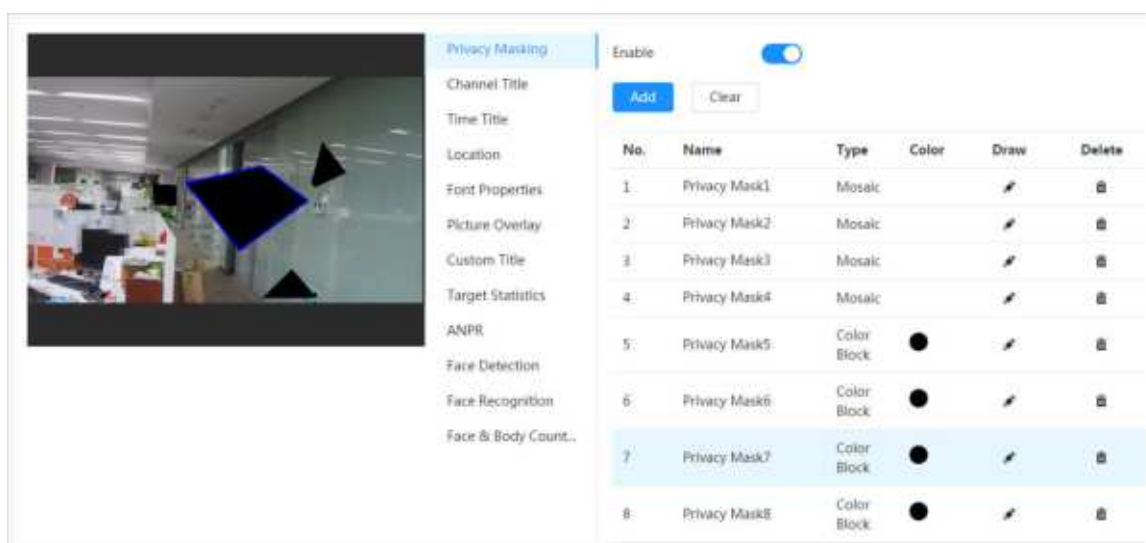 Privacy Masking
Channel Title
Time Title
Location
Font Properties
Picture Overlay
Custom Title
Target Statistics
ANPR
Face Detection
Face Recognition
Face & Body Count...
Enable
Add Clear
No. Name Type Color Draw Delete
1 Privacy Mask1 Mosaic
2 Privacy Mask2 Mosaic
3 Privacy Mask3 Mosaic
4 Privacy Mask4 Mosaic
5 Privacy Mask5 Color
Block
6 Privacy Mask6 Color
Block
7 Privacy Mask7 Color
Block
8 Privacy Mask8 Color
Block